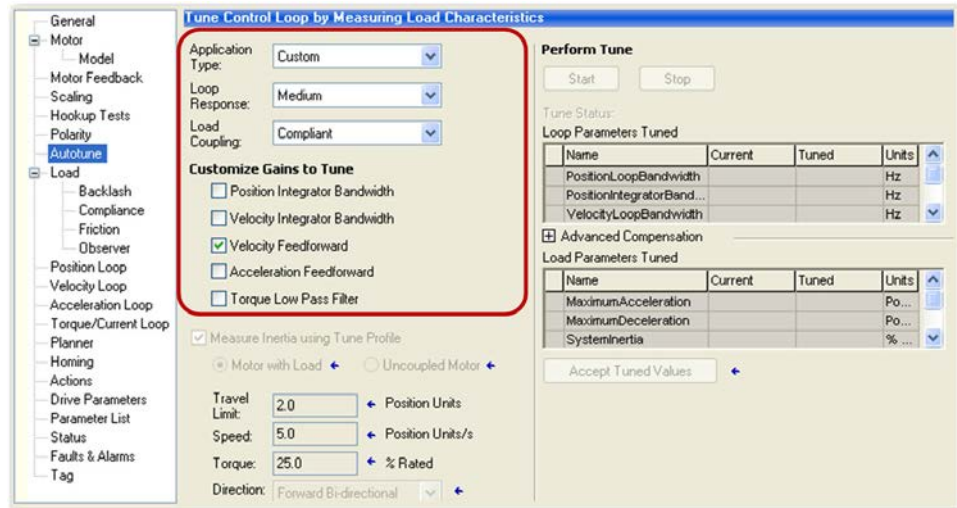 General
Motor
Model
Motor Feedback
Scaling
Hookup Tests
Polarity
Autotune
Load
Backlash
Compliance
Friction
Observer
Position Loop
Velocity Loop
Acceleration Loop
Torque/Current Loop
Planner
Homing
Actions
Drive Parameters
Parameter List
Status
Faults & Alarms
Tag
Tune Control Loop by Measuring Load Characteristics
Application Type: Custom
Loop Response: Medium
Load Coupling: Compliant
Customize Gains to Tune
Position Integrator Bandwidth
Velocity Integrator Bandwidth
Velocity Feedforward
Acceleration Feedforward
Torque Low Pass Filter
Measure Inertia using Tune Profile
Motor with Load Uncoupled Motor
Travel Limit: 2.0 Position Units
Speed: 5.0 Position Units/s
Torque: 25.0 % Rated
Direction: Forward Bi-directional
Perform Tune
Start Stop
Tune Status:
Loop Parameters Tuned
Name Current Tuned Units
PositionLoopBandwidth Hz
PositionIntegratorBand... Hz
VelocityLoopBandwidth Hz
Advanced Compensation
Load Parameters Tuned
Name Current Tuned Units
MaximumAcceleration Po...
MaximumDeceleration Po...
SystemInertia % ...
Accept Tuned Values